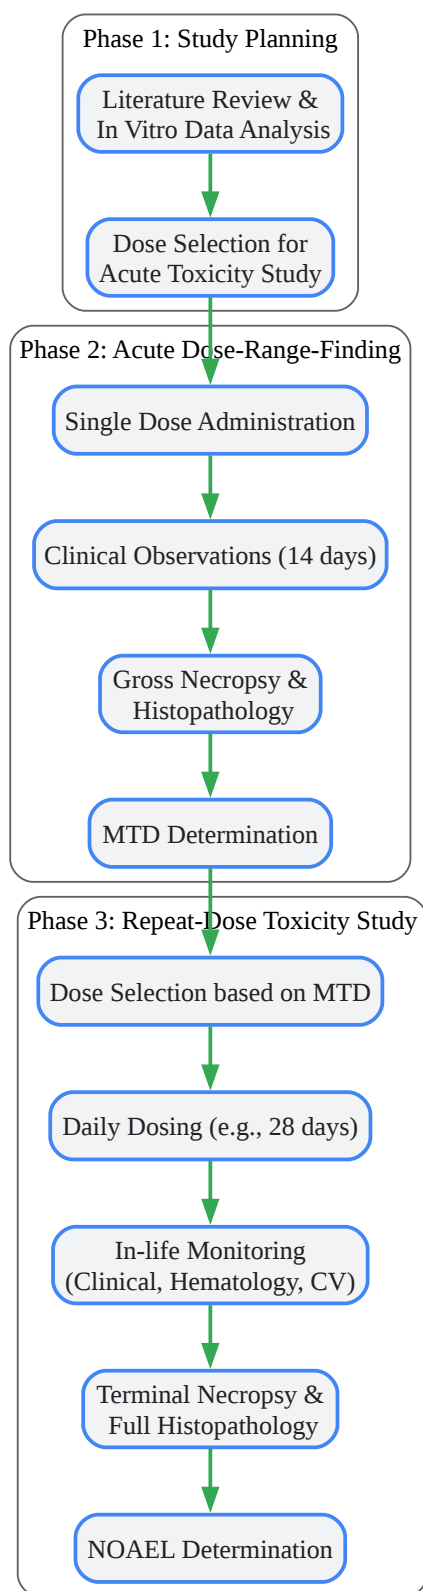 Phase 1: Study Planning
Literature Review &
In Vitro Data Analysis
Dose Selection for
Acute Toxicity Study
Phase 2: Acute Dose-Range-Finding
Single Dose Administration
Clinical Observations (14 days)
Gross Necropsy &
Histopathology
MTD Determination
Phase 3: Repeat-Dose Toxicity Study
Dose Selection based on MTD
Daily Dosing (e.g., 28 days)
In-life Monitoring
(Clinical, Hematology, CV)
Terminal Necropsy &
Full Histopathology
NOAEL Determination